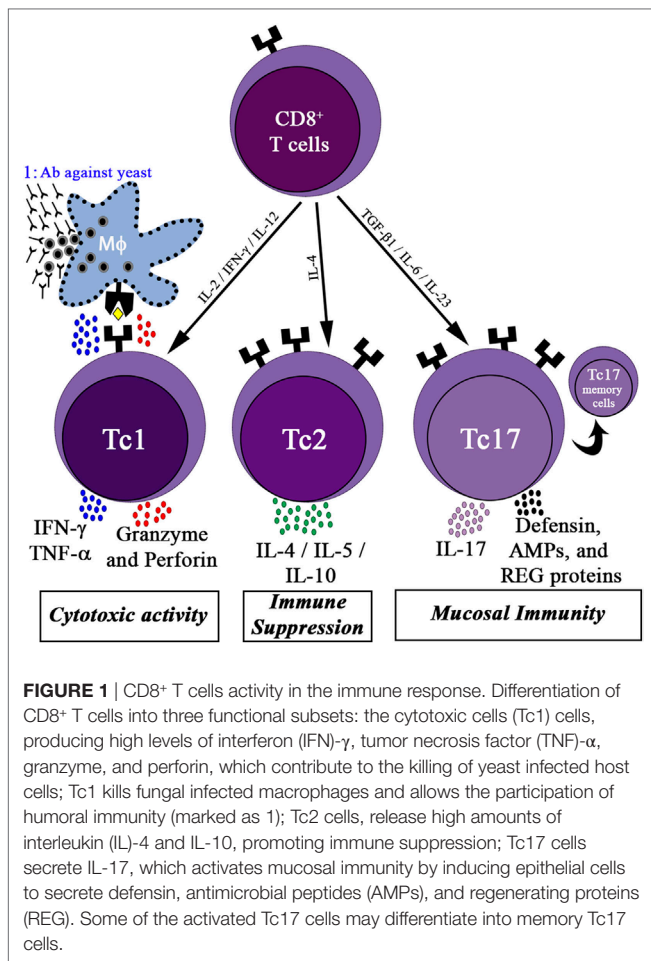 CD8⁺
T cells
1: Ab against yeast
Mϕ
IL-2 / IFN-γ / IL-12
IL-4
TGF-β1 / IL-6 / IL-23
Tc1
Tc2
Tc17
Tc17
memory
cells
IFN-γ
TNF-α
Granzyme
and Perforin
IL-4 / IL-5 /
IL-10
IL-17
Defensin,
AMPs, and
REG proteins
Cytotoxic activity
Immune
Suppression
Mucosal Immunity
FIGURE 1 | CD8⁺ T cells activity in the immune response. Differentiation of
CD8⁺ T cells into three functional subsets: the cytotoxic cells (Tc1) cells,
producing high levels of interferon (IFN)-γ, tumor necrosis factor (TNF)-α,
granzyme, and perforin, which contribute to the killing of yeast infected host
cells; Tc1 kills fungal infected macrophages and allows the participation of
humoral immunity (marked as 1); Tc2 cells, release high amounts of
interleukin (IL)-4 and IL-10, promoting immune suppression; Tc17 cells
secrete IL-17, which activates mucosal immunity by inducing epithelial cells
to secrete defensin, antimicrobial peptides (AMPs), and regenerating proteins
(REG). Some of the activated Tc17 cells may differentiate into memory Tc17
cells.